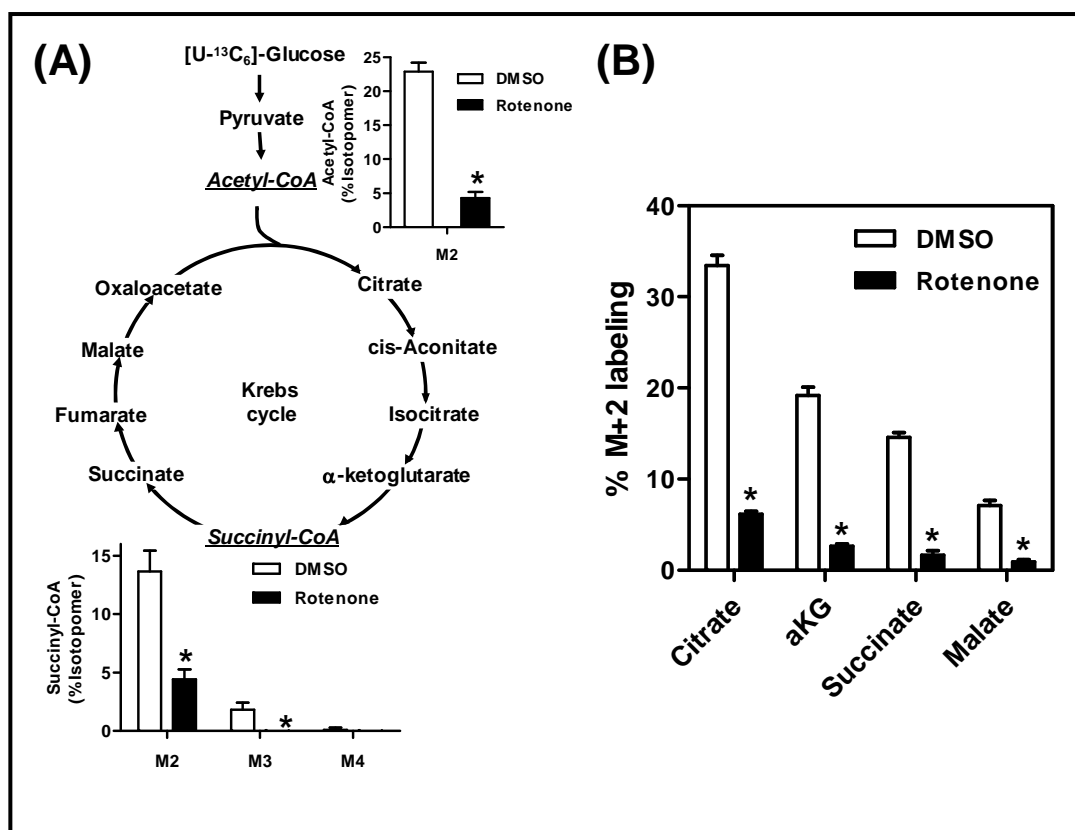 (A)
[U-¹³C₆]-Glucose
Pyruvate
Acetyl-CoA
Acetyl-CoA
(%Isotopomer)
25
20
15
10
5
0
DMSO
Rotenone
*
M2
Oxaloacetate
Citrate
Malate
cis-Aconitate
Krebs
cycle
Fumarate
Isocitrate
Succinate
α-ketoglutarate
Succinyl-CoA
Succinyl-CoA
(%Isotopomer)
15
10
5
0
DMSO
Rotenone
*
*
M2 M3 M4
(B)
% M+2 labeling
40
30
20
10
0
DMSO
Rotenone
*
*
*
*
Citrate
aKG
Succinate
Malate